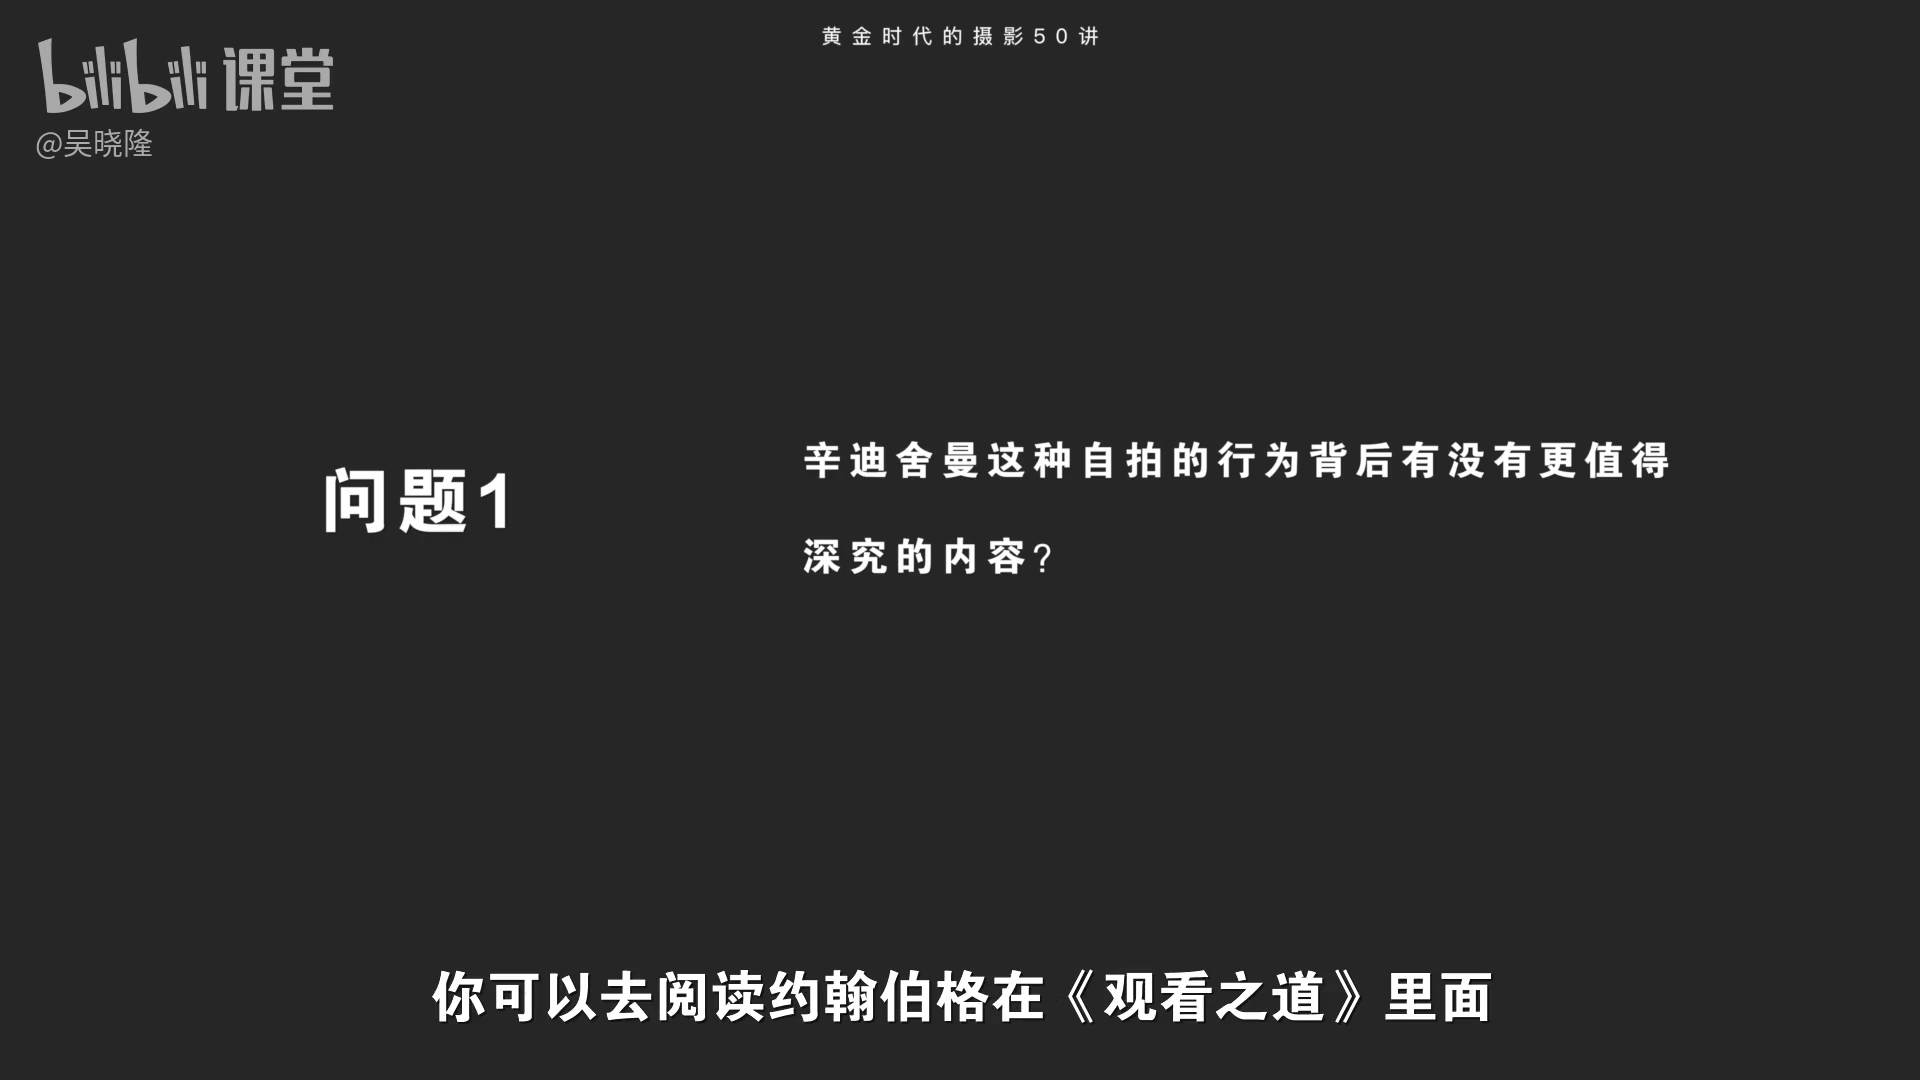 黄金时代的摄影50讲
bilibili 课堂
@吴晓隆
问题1
辛迪舍曼这种自拍的行为背后有没有更值得
深究的内容?
你可以去阅读约翰伯格在《观看之道》里面